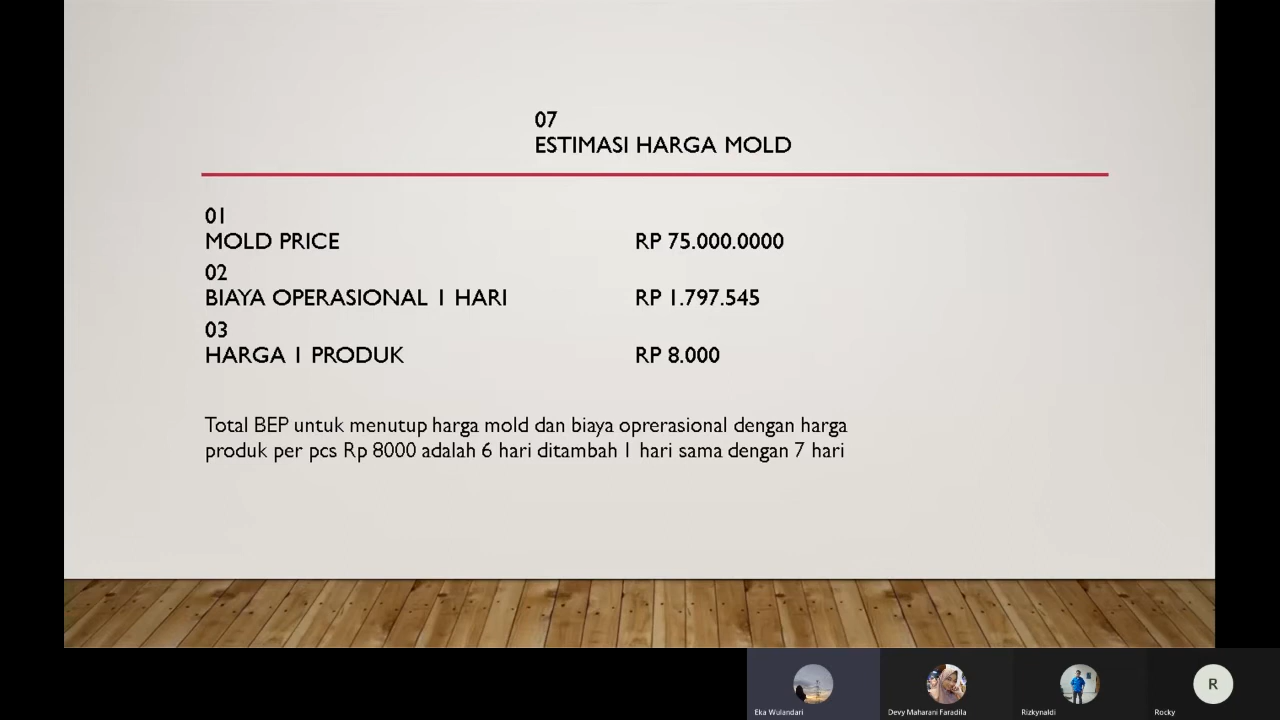 07
ESTIMASI HARGA MOLD
01
MOLD PRICE RP 75.000.0000
02
BIAYA OPERASIONAL 1 HARI RP 1.797.545
03
HARGA 1 PRODUK RP 8.000
Total BEP untuk menutup harga mold dan biaya oprerasional dengan harga
produk per pcs Rp 8000 adalah 6 hari ditambah 1 hari sama dengan 7 hari
Eka Wulandari
Devy Maharani Faradila
Rizkynaldi
R
Rocky